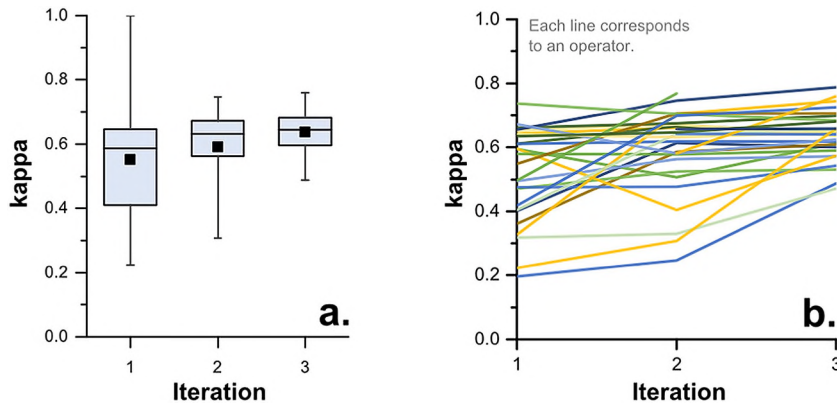 1.0
0.8
0.6
0.4
0.2
0.0
kappa
1
2
3
Iteration
a.
Each line corresponds
to an operator.
1.0
0.8
0.6
0.4
0.2
0.0
kappa
1
2
3
Iteration
b.